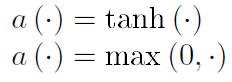 a (·) = tanh (·)
a (·) = max (0, ·)